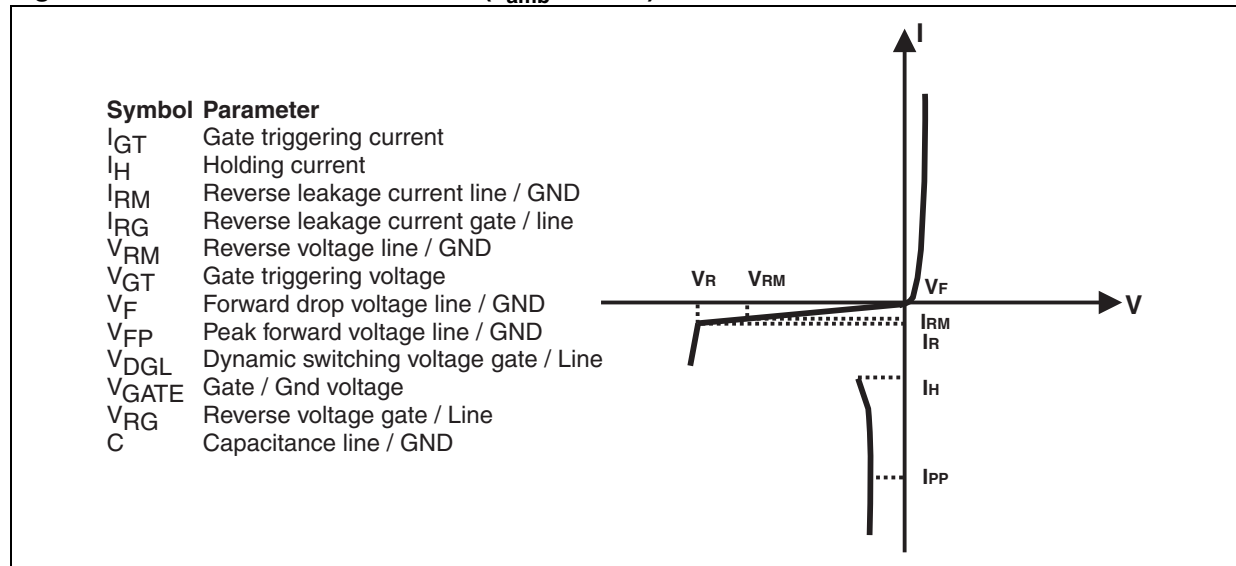 Symbol Parameter
IGT Gate triggering current
IH Holding current
IRM Reverse leakage current line / GND
IRG Reverse leakage current gate / line
VRM Reverse voltage line / GND
VGT Gate triggering voltage
VF Forward drop voltage line / GND
VFP Peak forward voltage line / GND
VDGL Dynamic switching voltage gate / Line
VGATE Gate / Gnd voltage
VRG Reverse voltage gate / Line
C Capacitance line / GND
I
VR VRM
VF
V
IRM
IR
IH
IPP